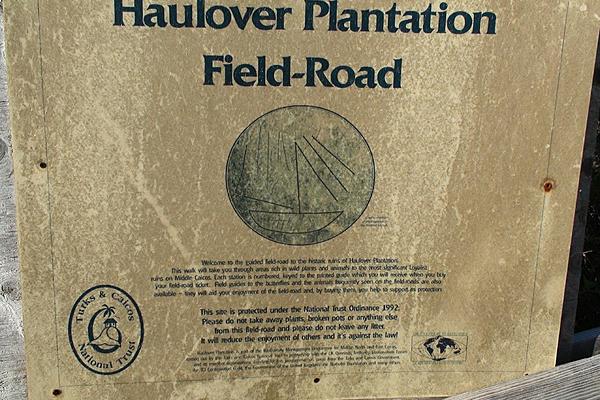 Haulover Plantation
Field-Road
Welcome to the guided field-road to the historic ruins of Haulover Plantation.
This walk will take you through areas rich in wild plants and animals to the most significant Loyalist
ruins on Middle Caicos. Each station is numbered, keyed to the printed guide which you will receive when you buy
your field-road ticket. Field guides to the butterflies and the animals frequently seen on the field-roads are also
available - they will aid your enjoyment of the field-road and, by buying them, you help to support its protection.
This site is protected under the National Trust Ordinance 1992.
Please do not take away plants, broken pots or anything else
from this field-road and please do not leave any litter.
It will reduce the enjoyment of others and it's against the law!
Turks & Caicos
National Trust